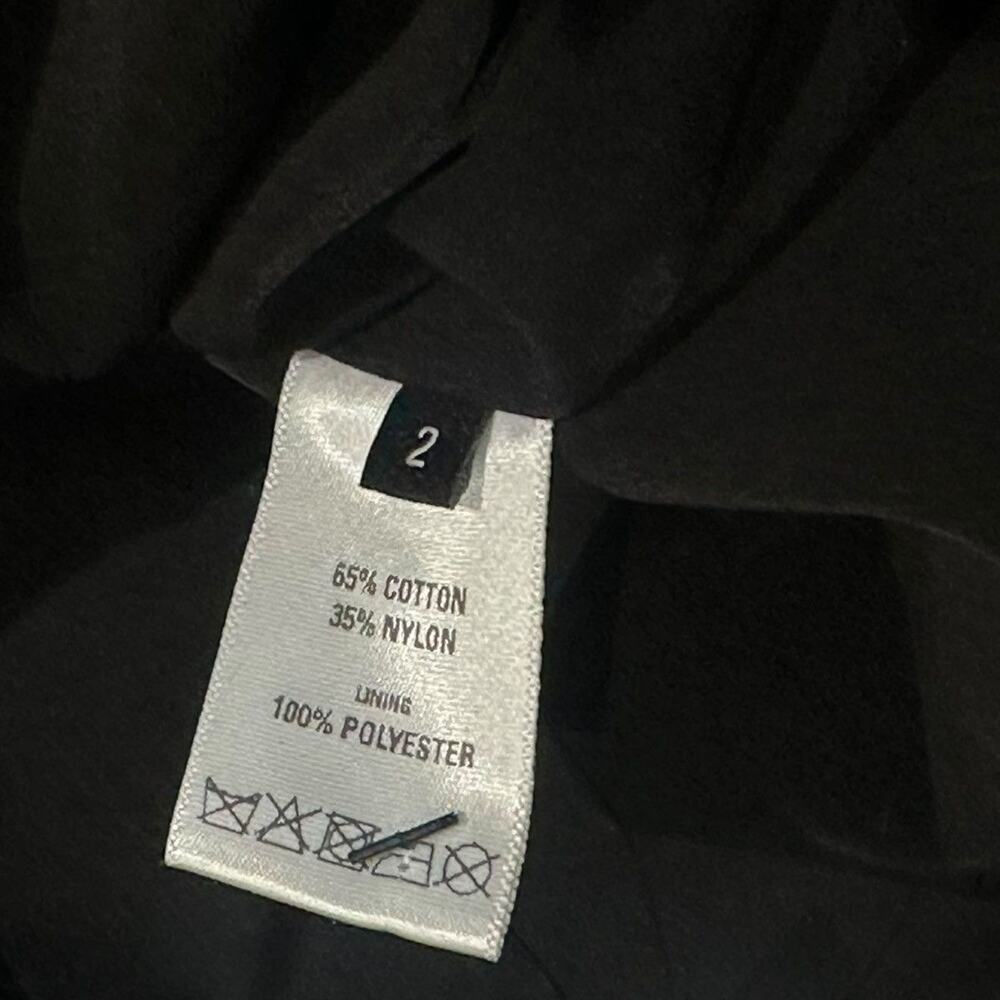 2
65% COTTON
35% NYLON
LINING
100% POLYESTER